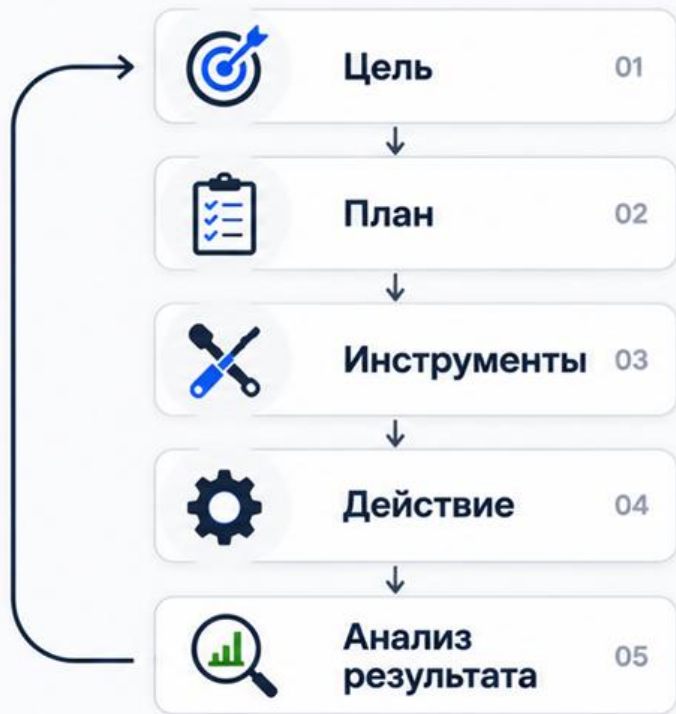 Цель 01
План 02
Инструменты 03
Действие 04
Анализ
результата 05